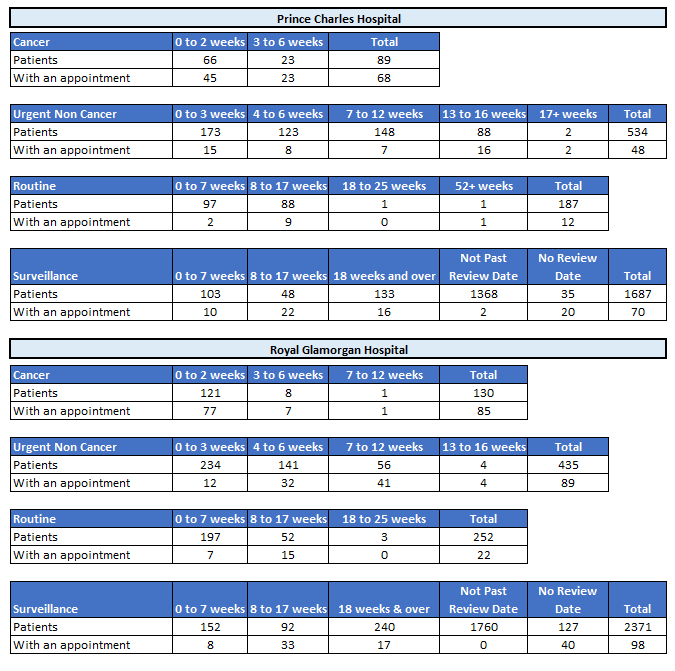 Prince Charles Hospital
Cancer 0 to 2 weeks 3 to 6 weeks Total
Patients 66 23 89
With an appointment 45 23 68
Urgent Non Cancer 0 to 3 weeks 4 to 6 weeks 7 to 12 weeks 13 to 16 weeks 17+ weeks Total
Patients 173 123 148 88 2 534
With an appointment 15 8 7 16 2 48
Routine 0 to 7 weeks 8 to 17 weeks 18 to 25 weeks 52+ weeks Total
Patients 97 88 1 1 187
With an appointment 2 9 0 1 12
Not Past No Review
Surveillance 0 to 7 weeks 8 to 17 weeks 18 weeks and over Review Date Date Total
Patients 103 48 133 1368 35 1687
With an appointment 10 22 16 2 20 70
Royal Glamorgan Hospital
Cancer 0 to 2 weeks 3 to 6 weeks 7 to 12 weeks Total
Patients 121 8 1 130
With an appointment 77 7 1 85
Urgent Non Cancer 0 to 3 weeks 4 to 6 weeks 7 to 12 weeks 13 to 16 weeks Total
Patients 234 141 56 4 435
With an appointment 12 32 41 4 89
Routine 0 to 7 weeks 8 to 17 weeks 18 to 25 weeks Total
Patients 197 52 3 252
With an appointment 7 15 0 22
Not Past No Review
Surveillance 0 to 7 weeks 8 to 17 weeks 18 weeks & over Review Date Date Total
Patients 152 92 240 1760 127 2371
With an appointment 8 33 17 0 40 98